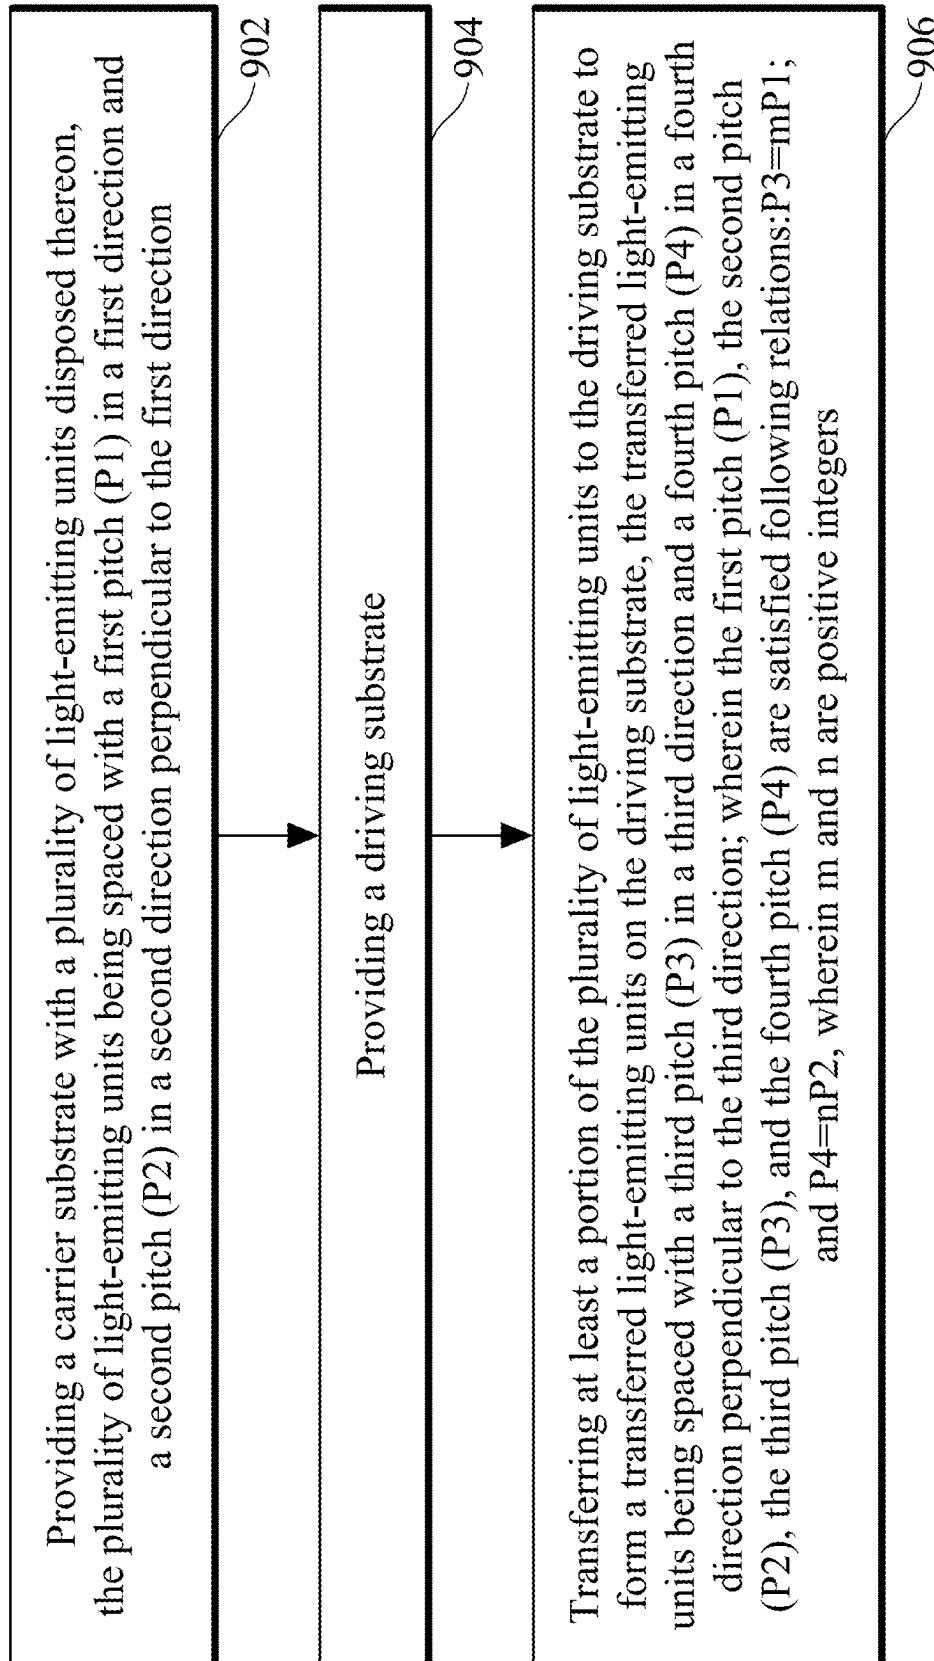 Providing a carrier substrate with a plurality of light-emitting units disposed thereon,
the plurality of light-emitting units being spaced with a first pitch (P1) in a first direction and
a second pitch (P2) in a second direction perpendicular to the first direction
902
Providing a driving substrate
904
Transferring at least a portion of the plurality of light-emitting units to the driving substrate to
form a transferred light-emitting units on the driving substrate, the transferred light-emitting
units being spaced with a third pitch (P3) in a third direction and a fourth pitch (P4) in a fourth
direction perpendicular to the third direction; wherein the first pitch (P1), the second pitch
(P2), the third pitch (P3), and the fourth pitch (P4) are satisfied following relations:P3=mP1;
and P4=nP2, wherein m and n are positive integers
906